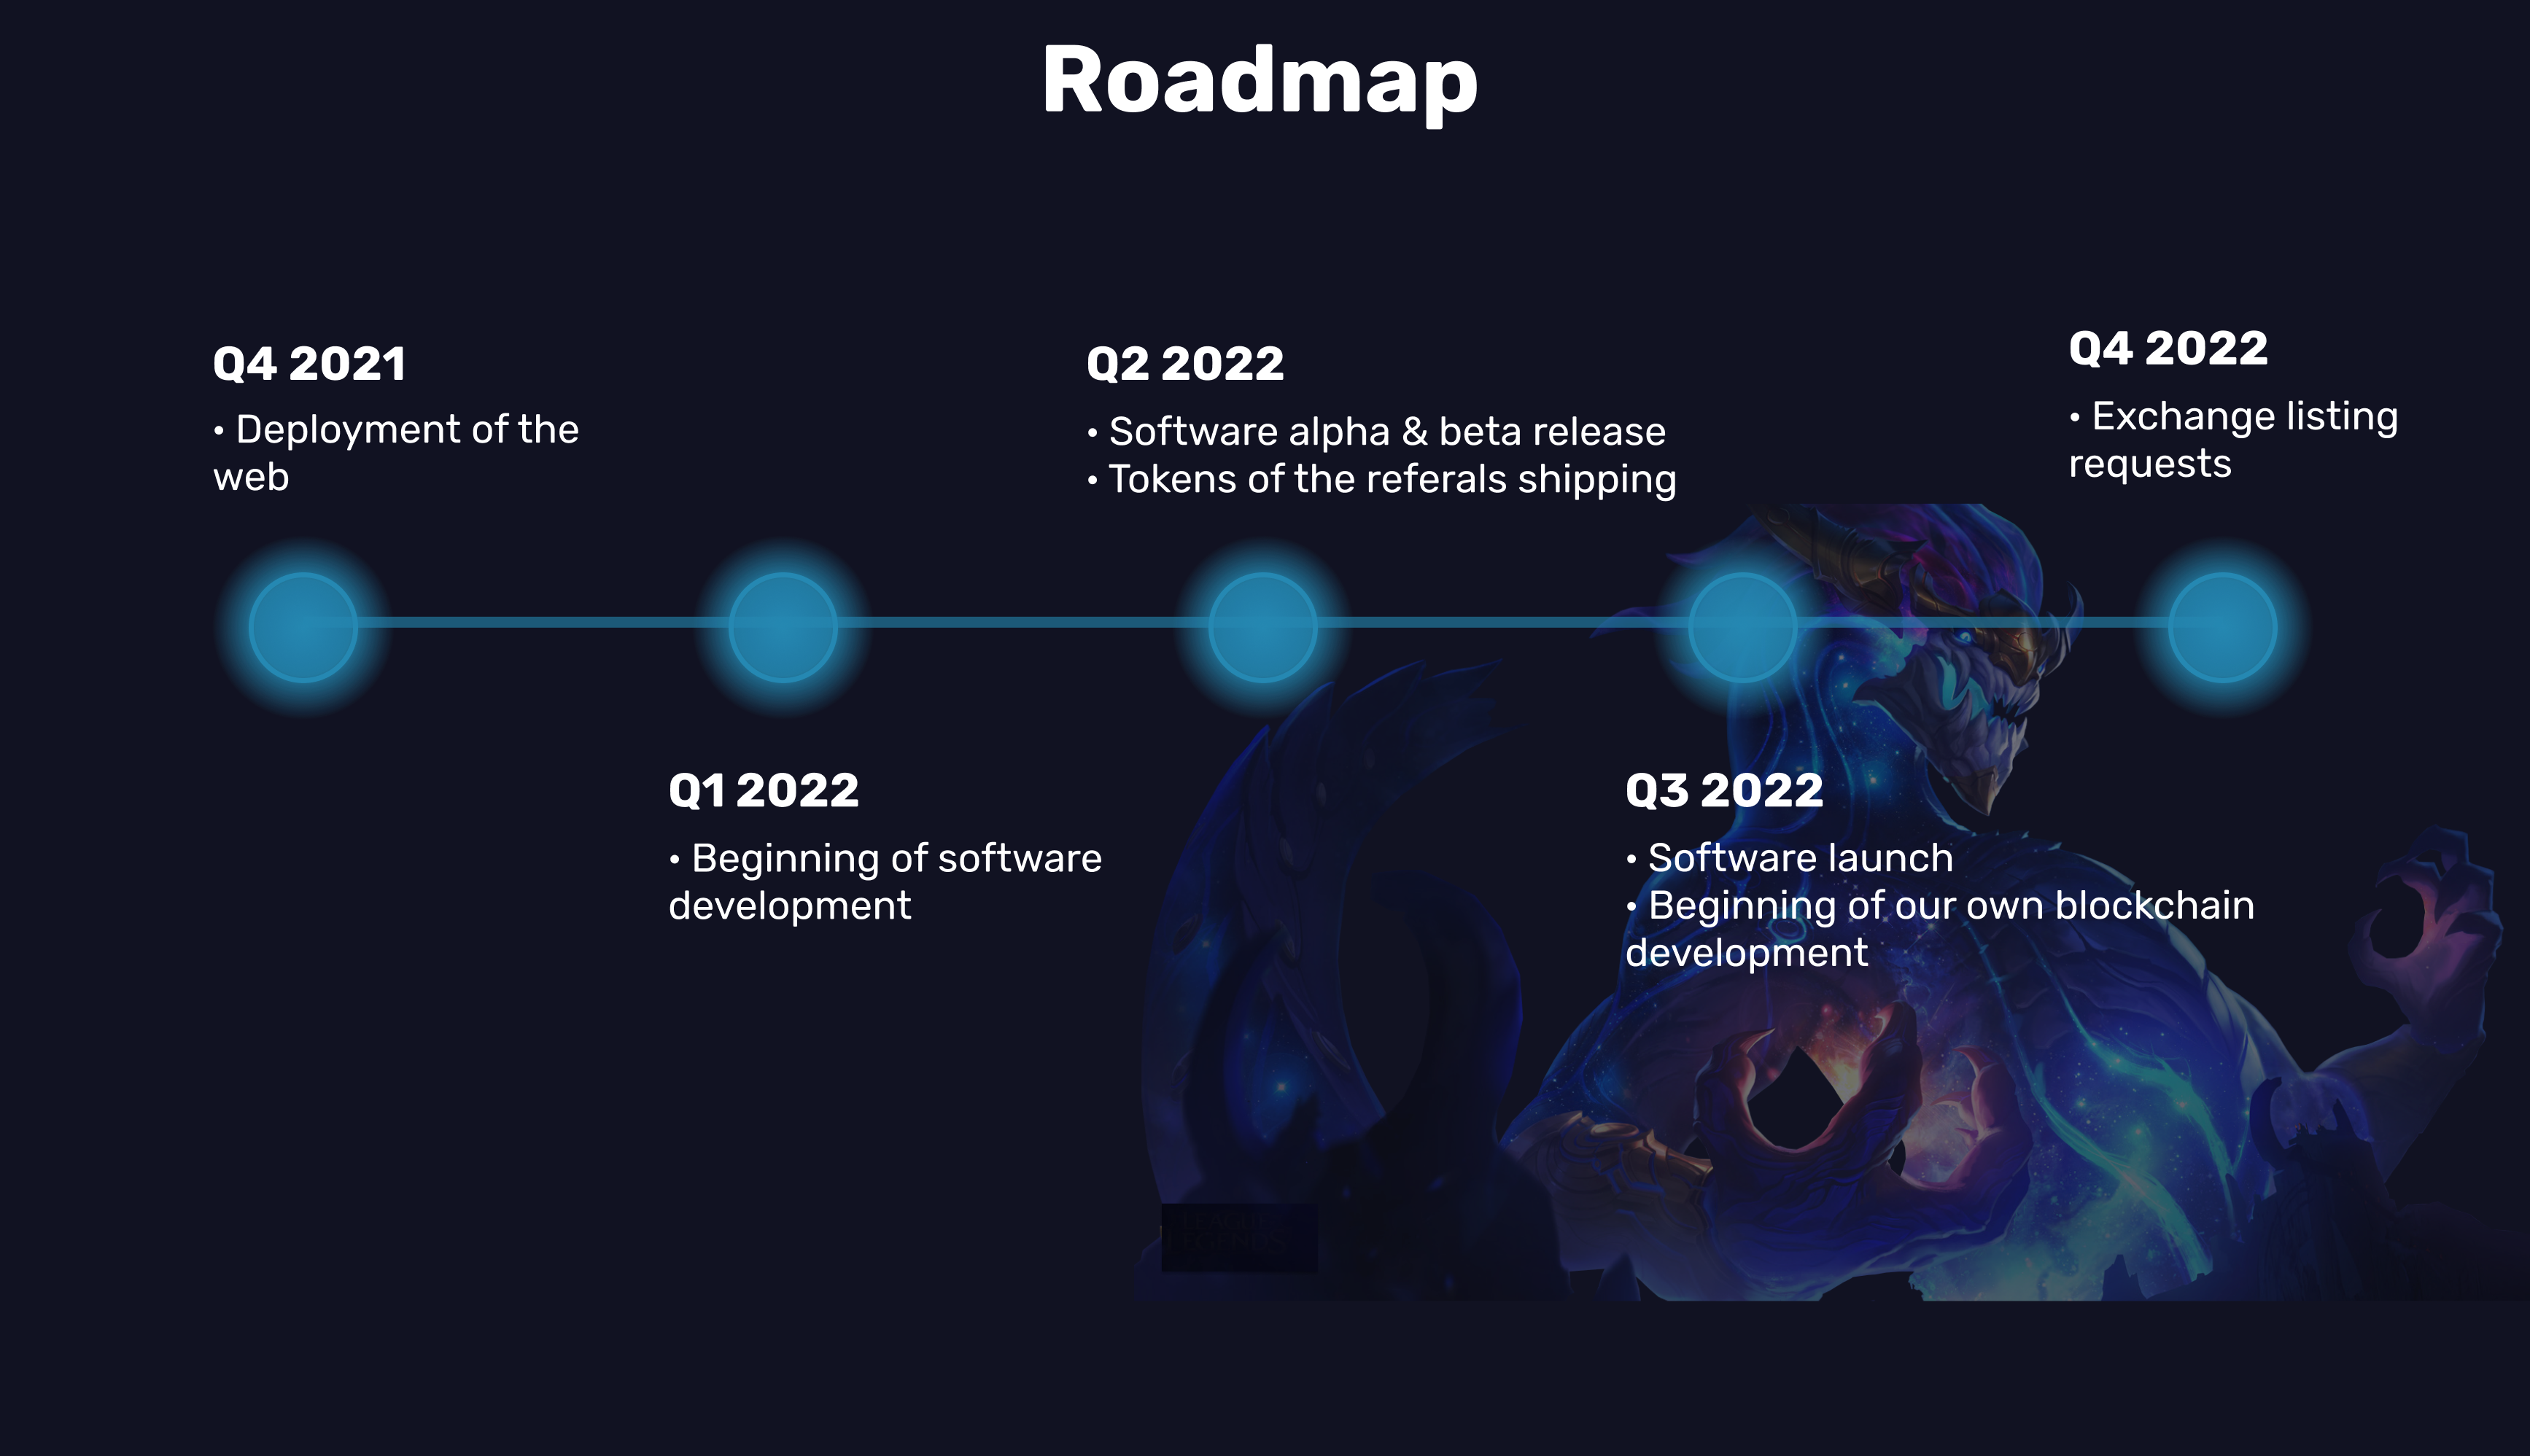 Roadmap
Q4 2021
• Deployment of the
web
Q2 2022
• Software alpha & beta release
• Tokens of the referals shipping
Q4 2022
• Exchange listing
requests
Q1 2022
• Beginning of software
development
Q3 2022
• Software launch
• Beginning of our own blockchain
development